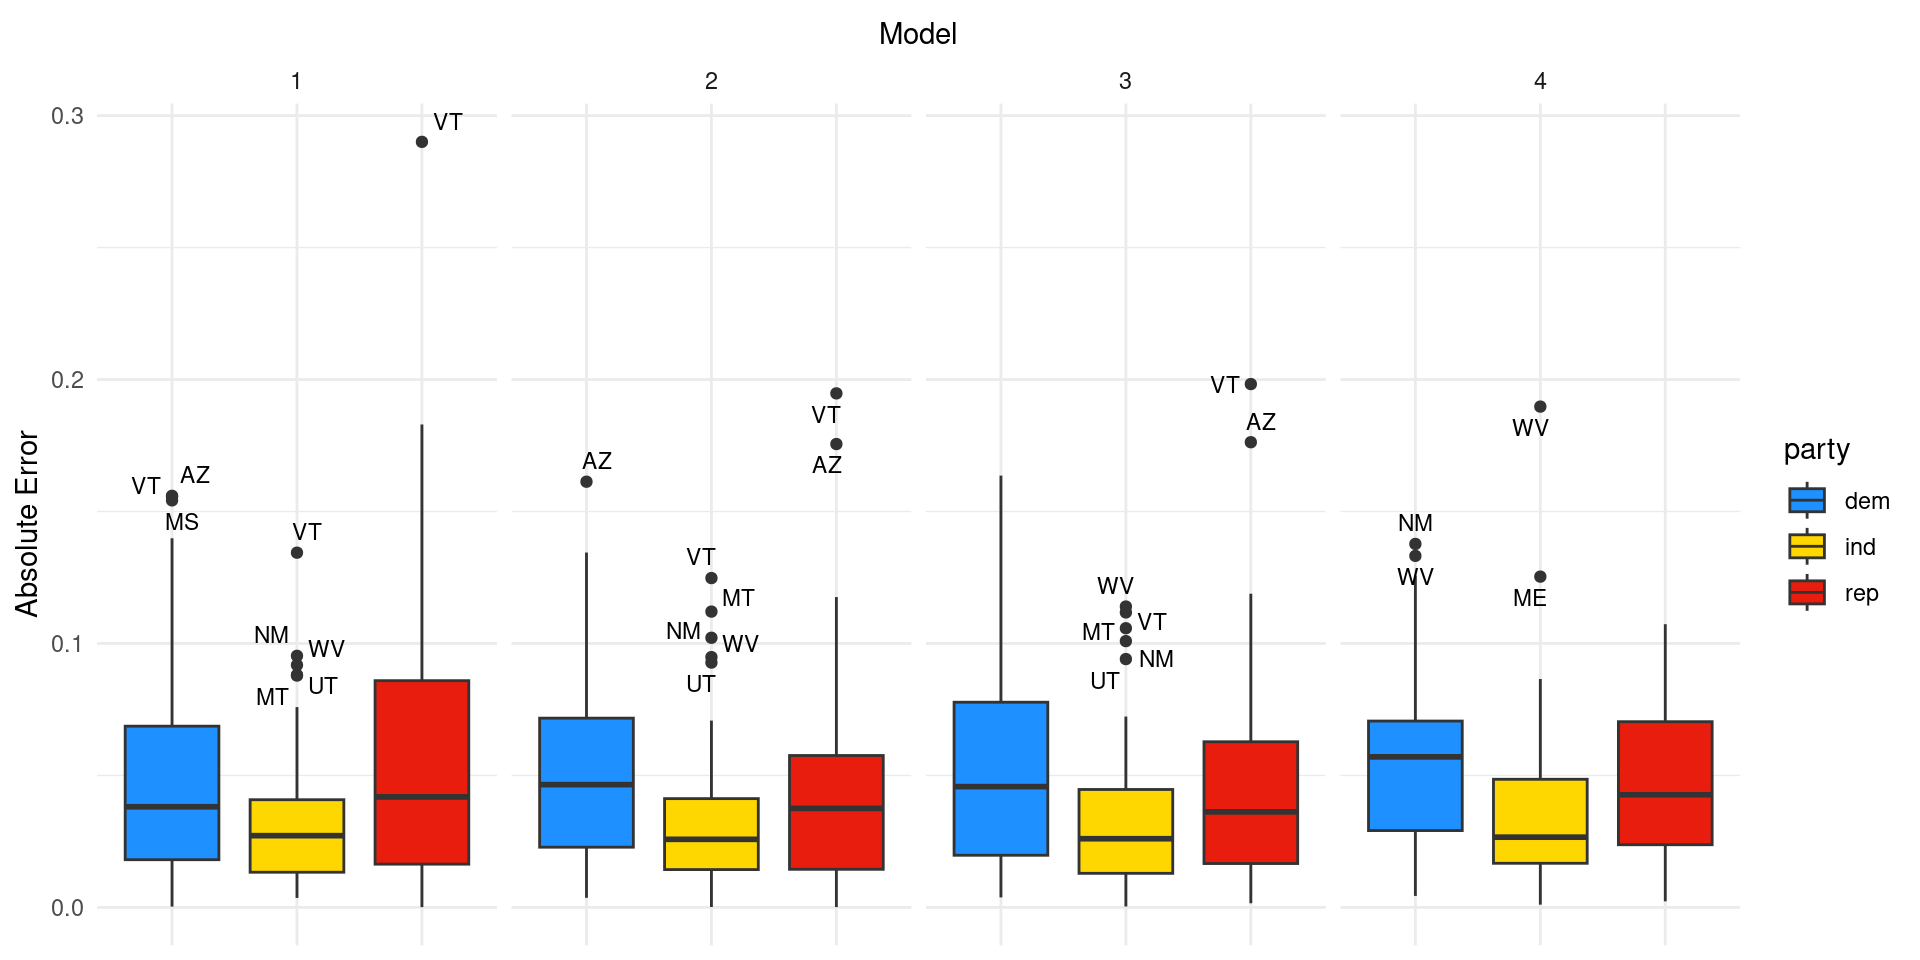 Model
1
2
3
4
Absolute Error
0.3
0.2
0.1
0.0
VT
AZ
MS
VT
NM
WV
MT
UT
VT
AZ
VT
MT
NM
WV
UT
VT
AZ
WV
VT
MT
NM
UT
VT
AZ
NM
WV
WV
ME
party
dem
ind
rep